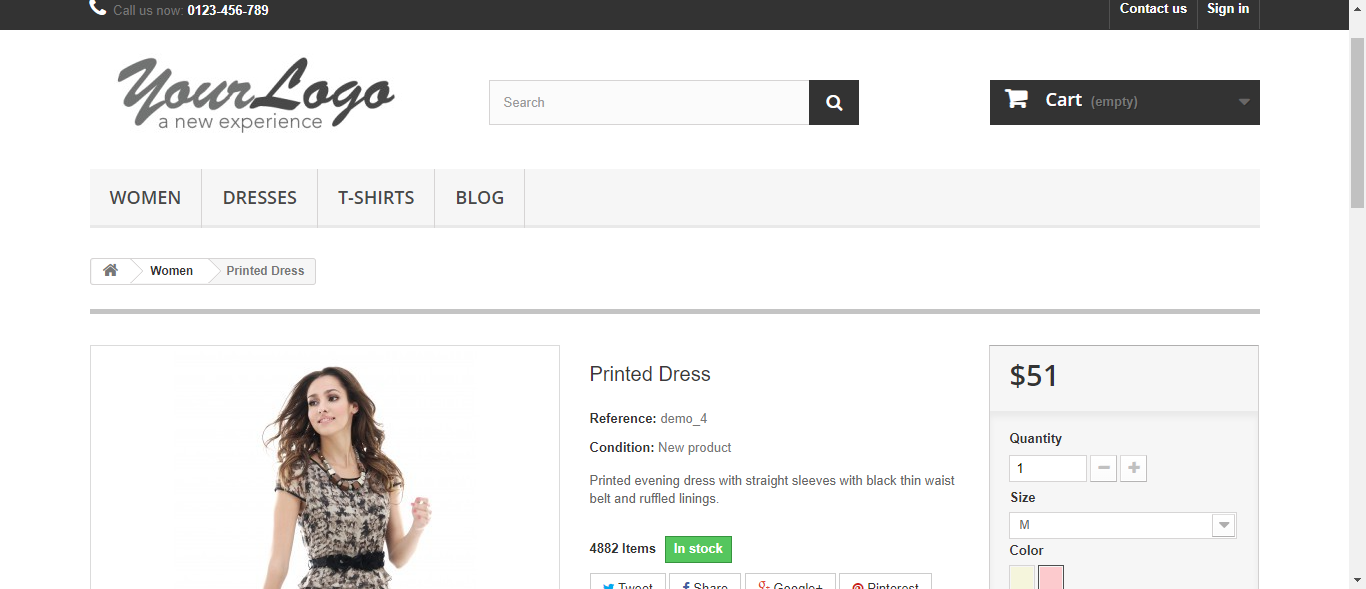 Call us now: 0123-456-789
Contact us
Sign in
YourLogo
a new experience
Search
Cart (empty)
WOMEN
DRESSES
T-SHIRTS
BLOG
Women
Printed Dress
Printed Dress
Reference: demo_4
Condition: New product
Printed evening dress with straight sleeves with black thin waist
belt and ruffled linings.
4882 Items In stock
Tweet
Share
Google+
Pinterest
$51
Quantity
1
Size
M
Color